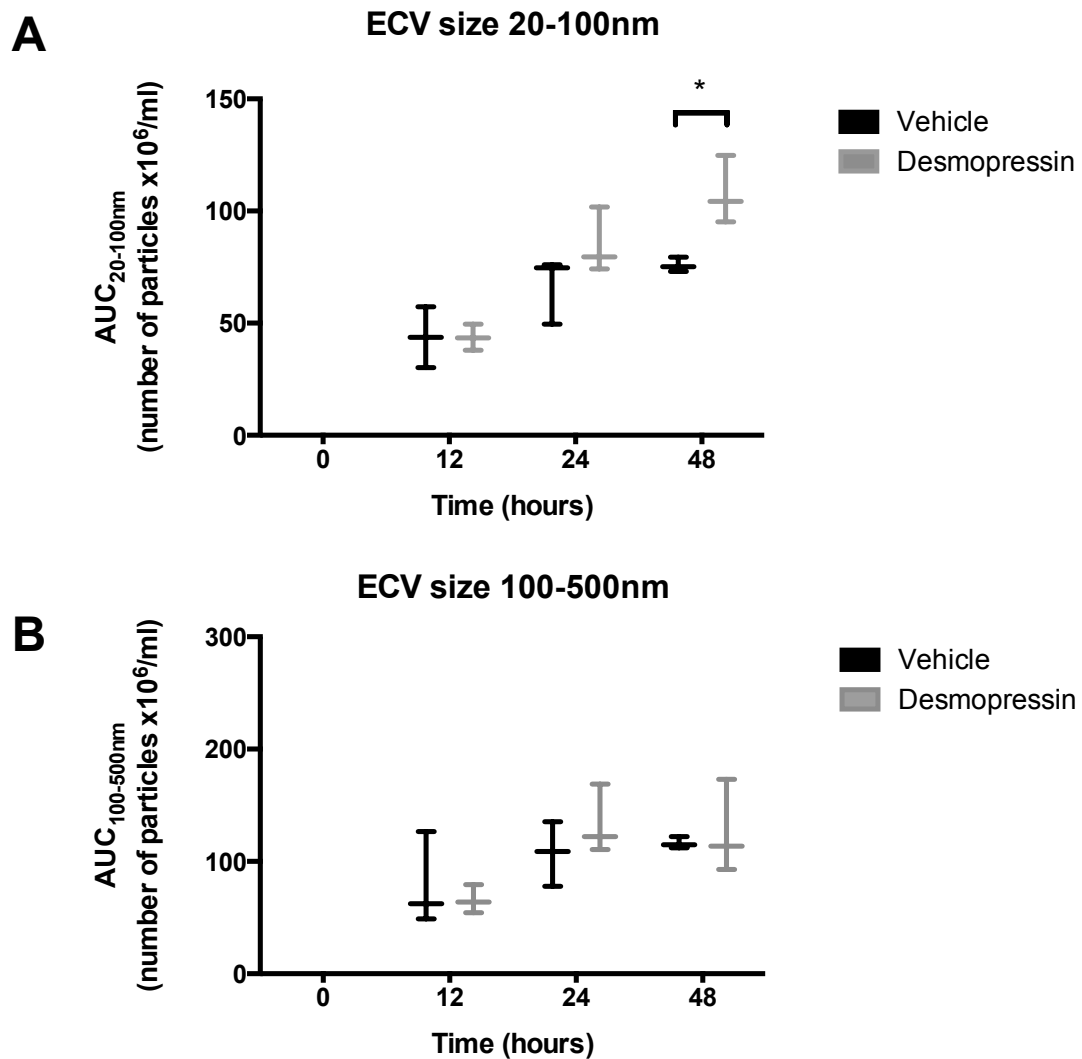 A
ECV size 20-100nm
150
100
50
0
AUC20-100nm
(number of particles x10⁶/ml)
*
Vehicle
Desmopressin
0 12 24 48
Time (hours)
B
ECV size 100-500nm
300
200
100
0
AUC100-500nm
(number of particles x10⁶/ml)
Vehicle
Desmopressin
0 12 24 48
Time (hours)